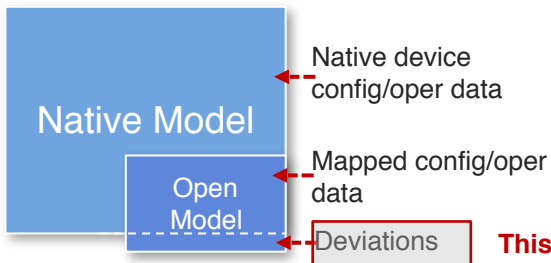 Native device
config/oper data
Native Model
Mapped config/oper
data
Open
Model
Deviations
This